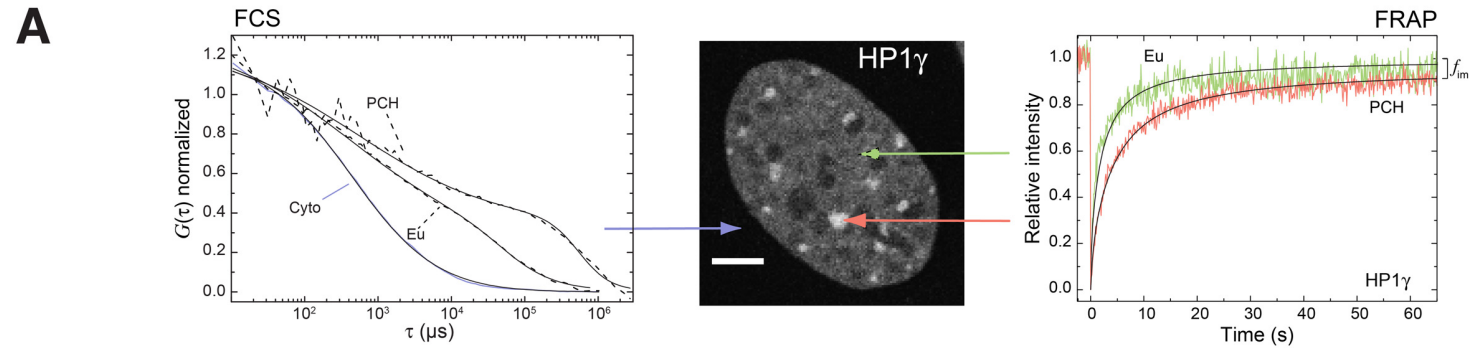 A
FCS
G(τ) normalized
1.2
1.0
0.8
0.6
0.4
0.2
0.0
PCH
Cyto
Eu
10² 10³ 10⁴ 10⁵ 10⁶
τ (μs)
HP1γ
FRAP
Relative intensity
1.0
0.8
0.6
0.4
0.2
0.0
Eu
fim
PCH
HP1γ
0 10 20 30 40 50 60
Time (s)